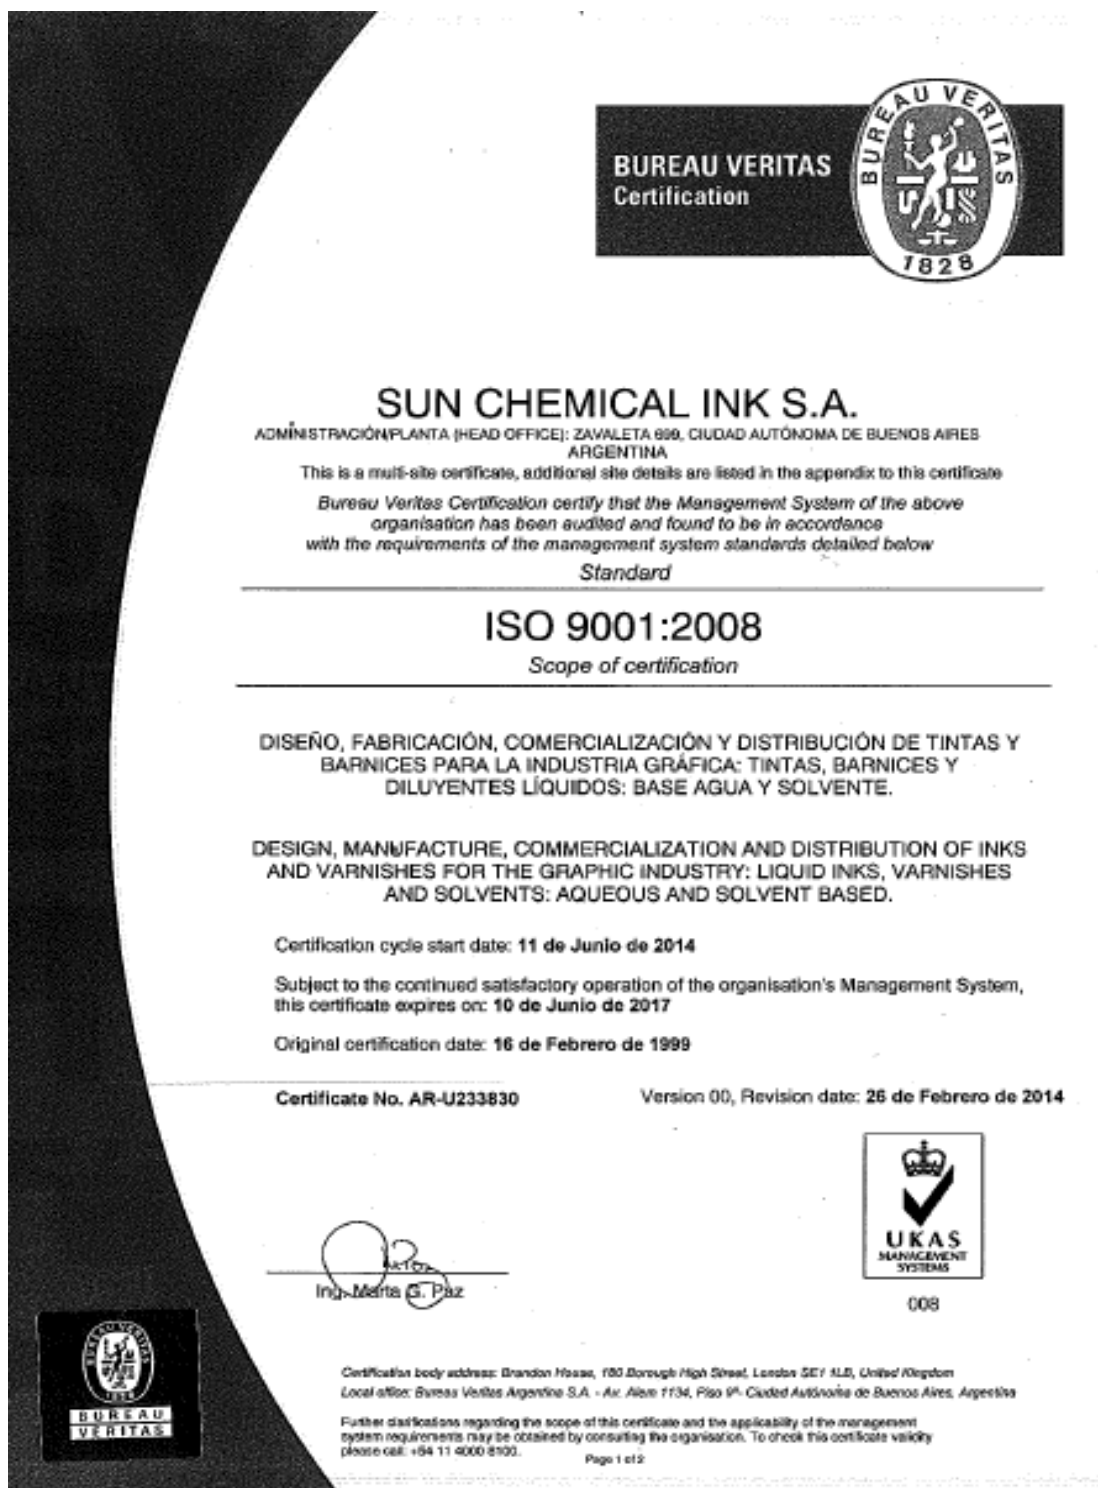 BUREAU VERITAS
Certification
BUREAU VERITAS
1828
SUN CHEMICAL INK S.A.
ADMINISTRACIÓN/PLANTA (HEAD OFFICE): ZAVALETA 699, CIUDAD AUTÓNOMA DE BUENOS AIRES
ARGENTINA
This is a multi-site certificate, additional site details are listed in the appendix to this certificate
Bureau Veritas Certification certify that the Management System of the above
organisation has been audited and found to be in accordance
with the requirements of the management system standards detailed below
Standard
ISO 9001:2008
Scope of certification
DISEÑO, FABRICACIÓN, COMERCIALIZACIÓN Y DISTRIBUCIÓN DE TINTAS Y
BARNICES PARA LA INDUSTRIA GRÁFICA: TINTAS, BARNICES Y
DILUYENTES LÍQUIDOS: BASE AGUA Y SOLVENTE.
DESIGN, MANUFACTURE, COMMERCIALIZATION AND DISTRIBUTION OF INKS
AND VARNISHES FOR THE GRAPHIC INDUSTRY: LIQUID INKS, VARNISHES
AND SOLVENTS: AQUEOUS AND SOLVENT BASED.
Certification cycle start date: 11 de Junio de 2014
Subject to the continued satisfactory operation of the organisation's Management System,
this certificate expires on: 10 de Junio de 2017
Original certification date: 16 de Febrero de 1999
Certificate No. AR-U233830
Version 00, Revision date: 26 de Febrero de 2014
UKAS
MANAGEMENT
SYSTEMS
008
Ing. Marta G. Paz
BUREAU VERITAS
1828
BUREAU
VERITAS
Certification body address: Brandon House, 180 Borough High Street, London SE1 1LB, United Kingdom
Local office: Bureau Veritas Argentina S.A. - Av. Alem 1134, Piso 9º- Ciudad Autónoma de Buenos Aires, Argentina
Further clarifications regarding the scope of this certificate and the applicability of the management
system requirements may be obtained by consulting the organisation. To check this certificate validity
please call: +54 11 4000 8100.
Page 1 of 2